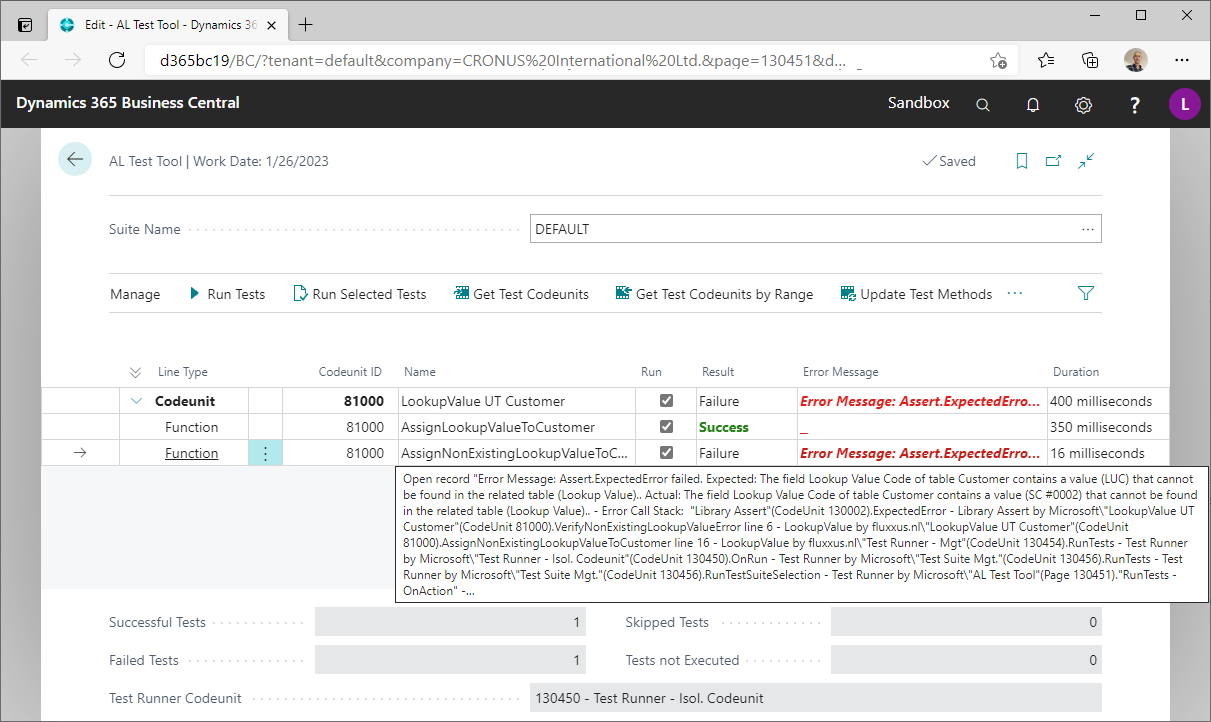 Edit - AL Test Tool - Dynamics 36
d365bc19/BC/?tenant=default&company=CRONUS%20International%20Ltd.&page=130451&d...
Dynamics 365 Business Central
Sandbox
?
L
AL Test Tool | Work Date: 1/26/2023
Saved
Suite Name
DEFAULT
...
Manage
Run Tests
Run Selected Tests
Get Test Codeunits
Get Test Codeunits by Range
Update Test Methods
...
Line Type Codeunit ID Name Run Result Error Message Duration
Codeunit 81000 LookupValue UT Customer Failure Error Message: Assert.ExpectedErro... 400 milliseconds
Function 81000 AssignLookupValueToCustomer Success _ 350 milliseconds
Function 81000 AssignNonExistingLookupValueToC... Failure Error Message: Assert.ExpectedErro... 16 milliseconds
Open record "Error Message: Assert.ExpectedError failed. Expected: The field Lookup Value Code of table Customer contains a value (LUC) that cannot
be found in the related table (Lookup Value).. Actual: The field Lookup Value Code of table Customer contains a value (SC #0002) that cannot be found
in the related table (Lookup Value).. - Error Call Stack:  "Library Assert"(CodeUnit 130002).ExpectedError - Library Assert by Microsoft\"LookupValue UT
Customer"(CodeUnit 81000).VerifyNonExistingLookupValueError line 6 - LookupValue by fluxxus.nl\"LookupValue UT Customer"(CodeUnit
81000).AssignNonExistingLookupValueToCustomer line 16 - LookupValue by fluxxus.nl\"Test Runner - Mgt"(CodeUnit 130454).RunTests - Test Runner
by Microsoft\"Test Runner - Isol. Codeunit"(CodeUnit 130450).OnRun - Test Runner by Microsoft\"Test Suite Mgt."(CodeUnit 130456).RunTests - Test
Runner by Microsoft\"Test Suite Mgt."(CodeUnit 130456).RunTestSuiteSelection - Test Runner by Microsoft\"AL Test Tool"(Page 130451)."RunTests -
OnAction" -...
Successful Tests 1 Skipped Tests 0
Failed Tests 1 Tests not Executed 0
Test Runner Codeunit 130450 - Test Runner - Isol. Codeunit